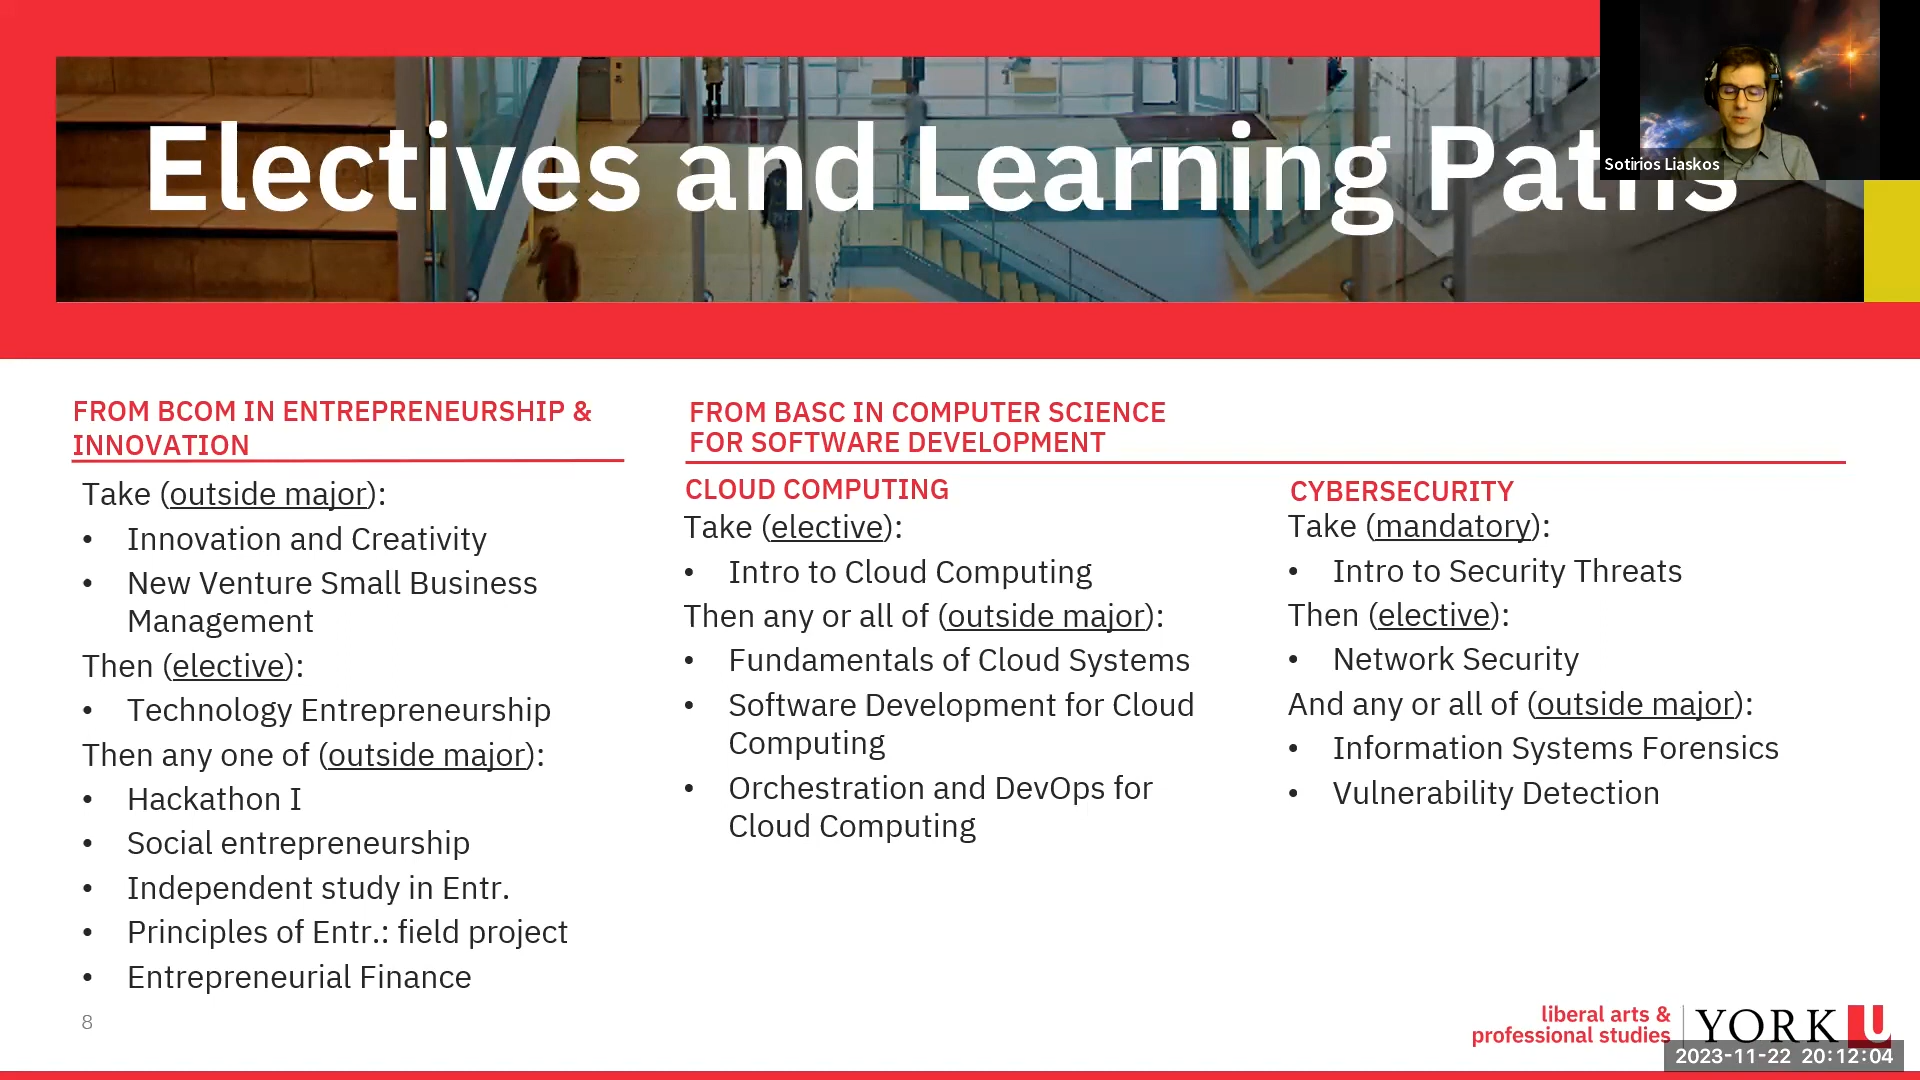 Electives and Learning Paths
Sotirios Liaskos
FROM BCOM IN ENTREPRENEURSHIP &
INNOVATION
Take (outside major):
• Innovation and Creativity
• New Venture Small Business
Management
Then (elective):
• Technology Entrepreneurship
Then any one of (outside major):
• Hackathon I
• Social entrepreneurship
• Independent study in Entr.
• Principles of Entr.: field project
• Entrepreneurial Finance
FROM BASC IN COMPUTER SCIENCE
FOR SOFTWARE DEVELOPMENT
CLOUD COMPUTING
Take (elective):
• Intro to Cloud Computing
Then any or all of (outside major):
• Fundamentals of Cloud Systems
• Software Development for Cloud
Computing
• Orchestration and DevOps for
Cloud Computing
CYBERSECURITY
Take (mandatory):
• Intro to Security Threats
Then (elective):
• Network Security
And any or all of (outside major):
• Information Systems Forensics
• Vulnerability Detection
8
liberal arts &
professional studies
YORK U
2023-11-22 20:12:04